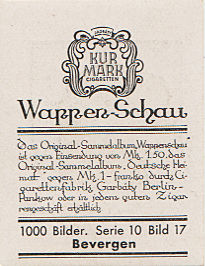 KUR
MARK
CIGARETTEN
Wappen-Schau
Das Original-Sammelalbum „Wappenschau"
ist gegen Einsendung von Mk. 1.50, das
Original-Sammelalbum „Deutsche Hei-
mat" gegen Mk. 1- franko durch Ci-
garettenfabrik Garbáty Berlin-
Pankow oder in jedem guten Zigar-
rengeschäft erhältlich
1000 Bilder. Serie 10 Bild 17
Bevergen